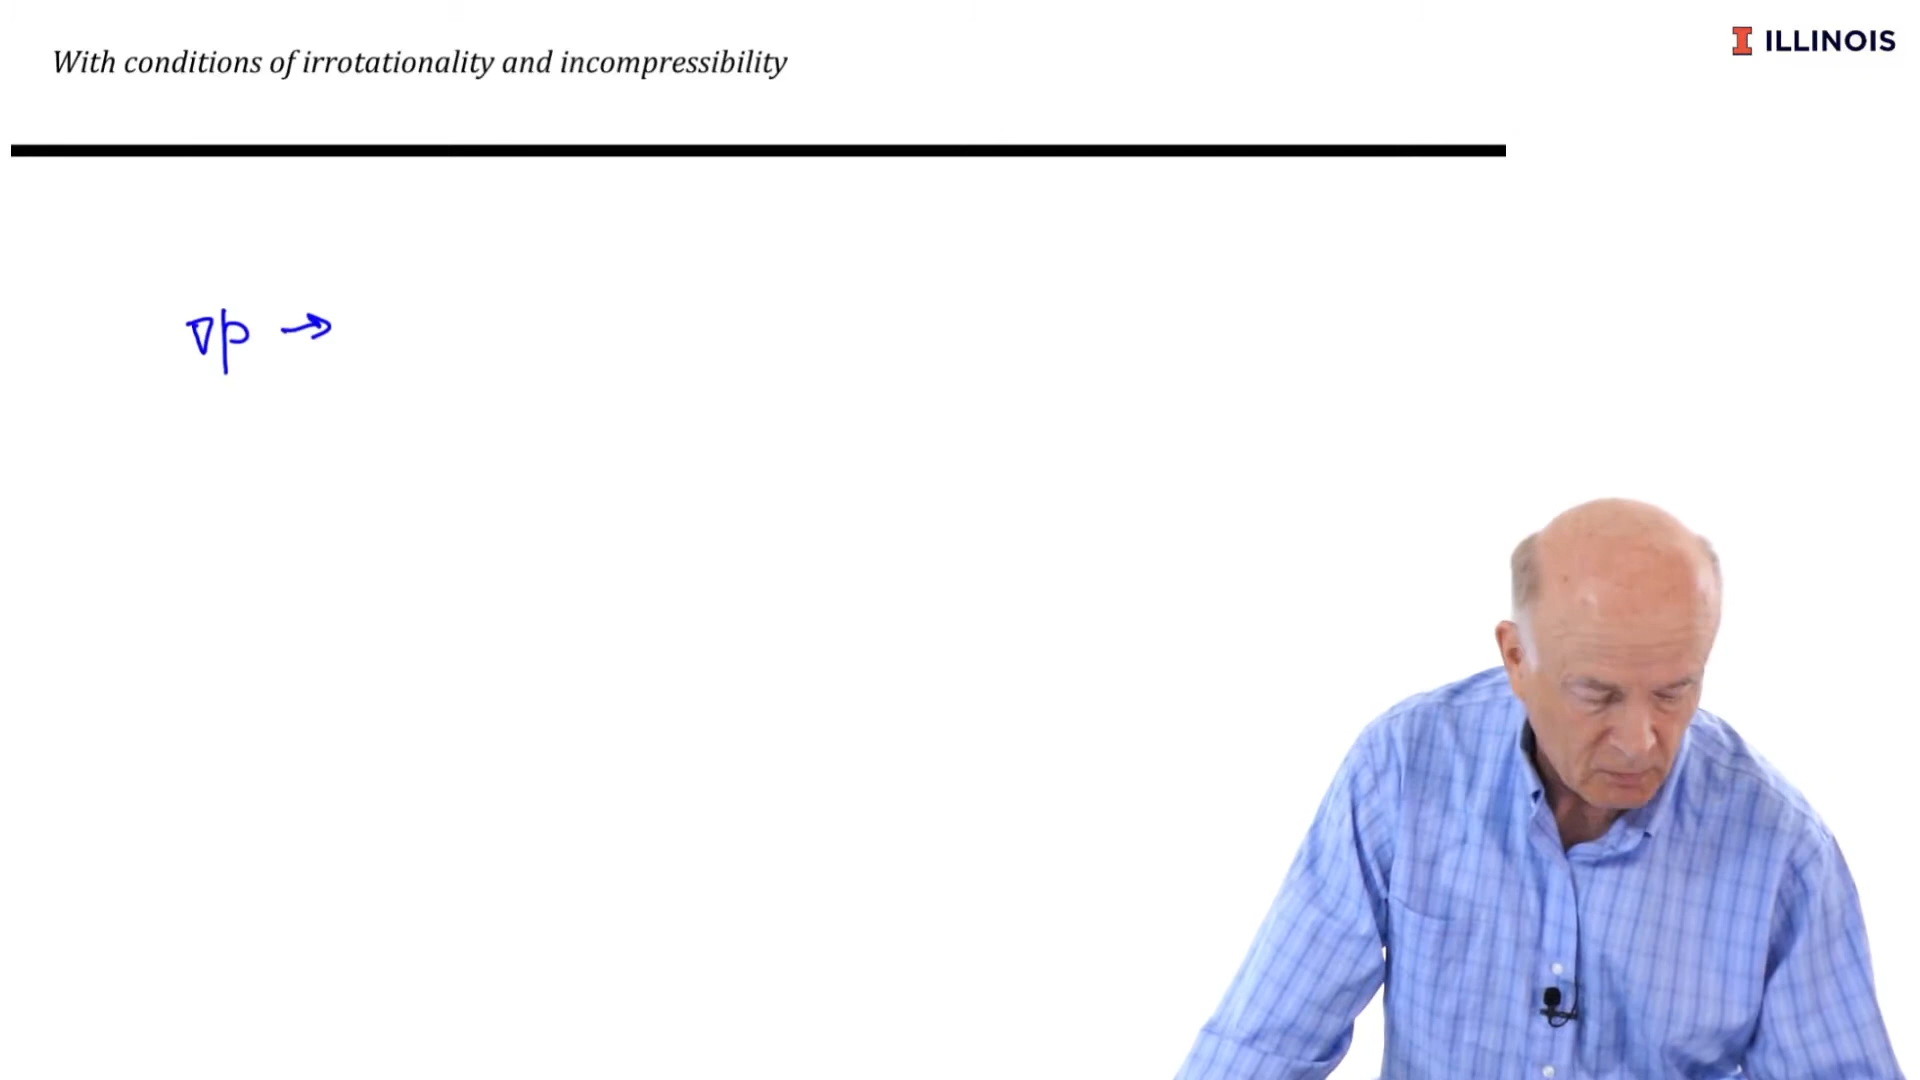 With conditions of irrotationality and incompressibility
ILLINOIS
∇p →